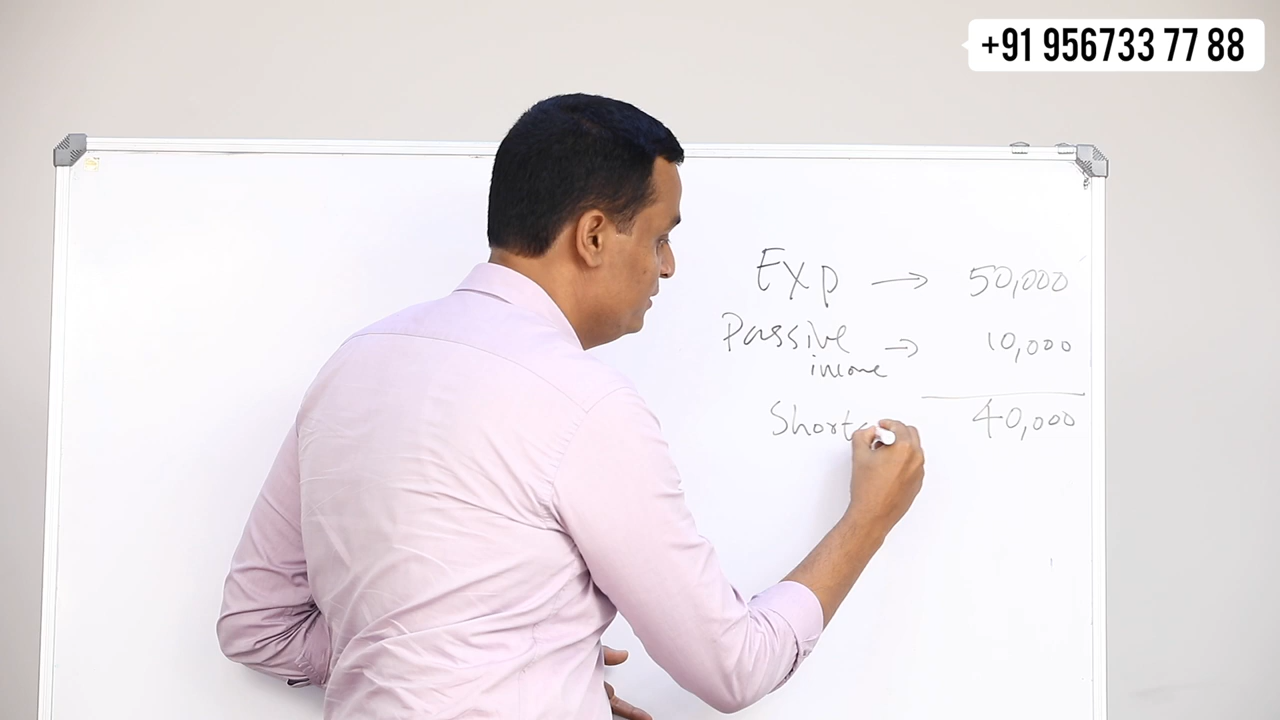 +91 956733 77 88
Exp → 50,000
Passive income → 10,000
40,000